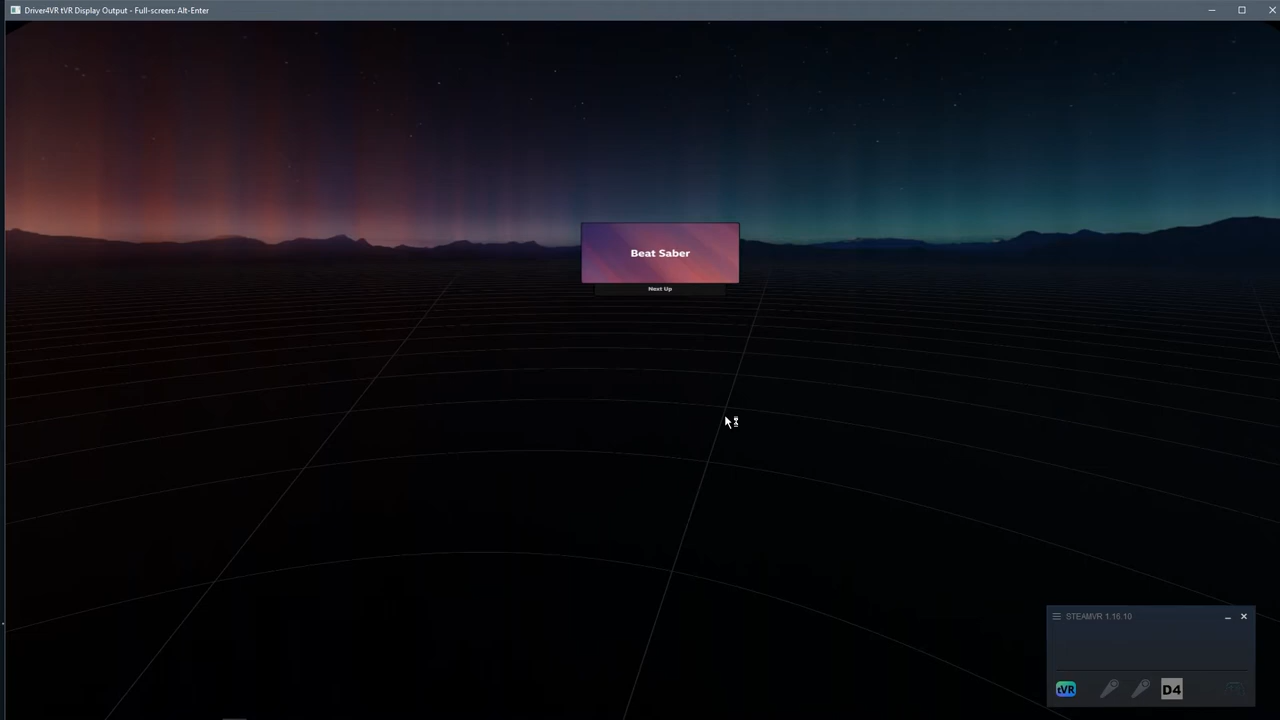 Driver4VR tVR Display Output - Full-screen: Alt-Enter
Beat Saber
Next Up
STEAMVR 1.16.10
tVR
D4